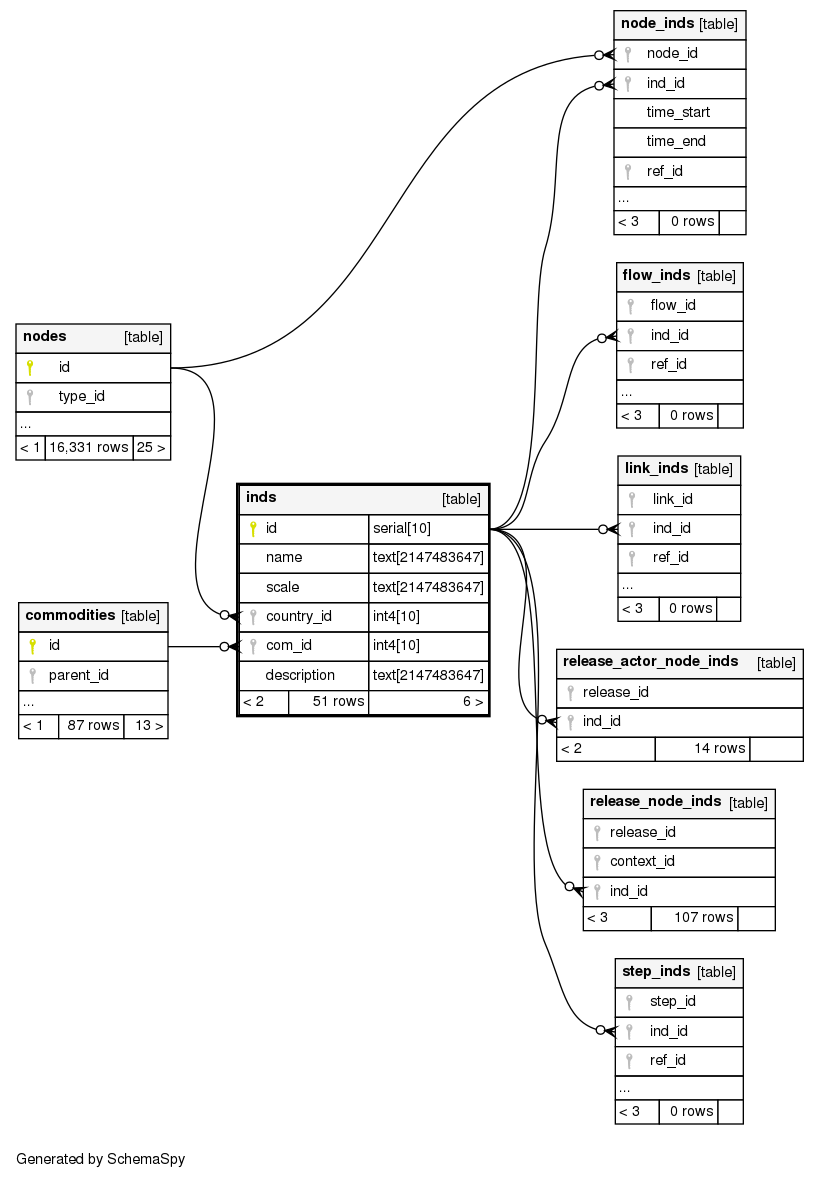 node_inds [table]
node_id
ind_id
time_start
time_end
ref_id
...
< 3 0 rows
flow_inds [table]
flow_id
ind_id
ref_id
...
< 3 0 rows
nodes [table]
id
type_id
...
< 1 16,331 rows 25 >
link_inds [table]
link_id
ind_id
ref_id
...
< 3 0 rows
inds [table]
id serial[10]
name text[2147483647]
scale text[2147483647]
country_id int4[10]
com_id int4[10]
description text[2147483647]
< 2 51 rows 6 >
commodities [table]
id
parent_id
...
< 1 87 rows 13 >
release_actor_node_inds [table]
release_id
ind_id
< 2 14 rows
release_node_inds [table]
release_id
context_id
ind_id
< 3 107 rows
step_inds [table]
step_id
ind_id
ref_id
...
< 3 0 rows
Generated by SchemaSpy